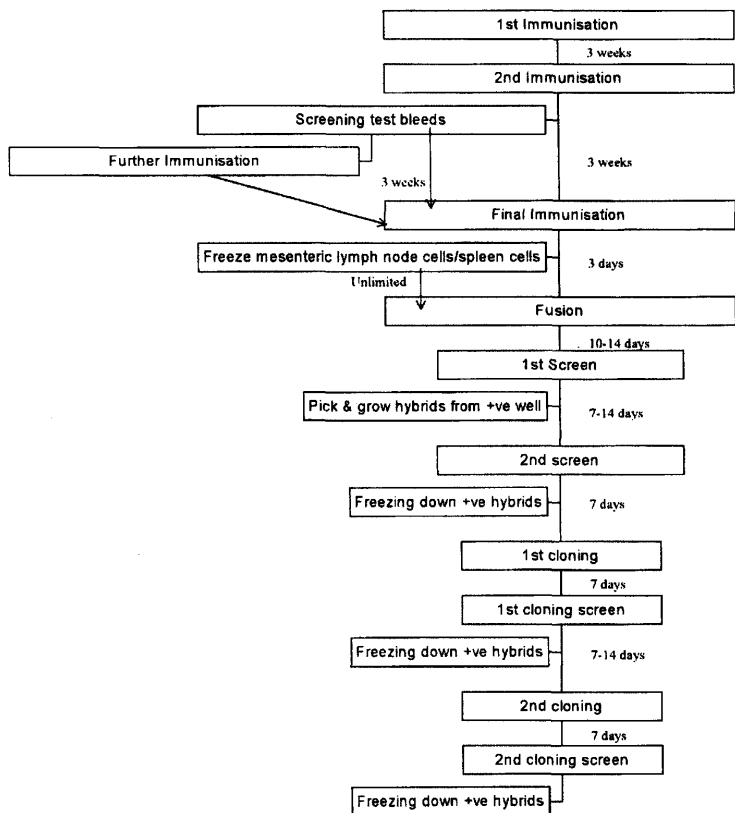 1st Immunisation
3 weeks
2nd Immunisation
Screening test bleeds
Further Immunisation
3 weeks
3 weeks
Final Immunisation
Freeze mesenteric lymph node cells/spleen cells
3 days
Unlimited
Fusion
10-14 days
1st Screen
Pick & grow hybrids from +ve well
7-14 days
2nd screen
Freezing down +ve hybrids
7 days
1st cloning
7 days
1st cloning screen
Freezing down +ve hybrids
7-14 days
2nd cloning
7 days
2nd cloning screen
Freezing down +ve hybrids